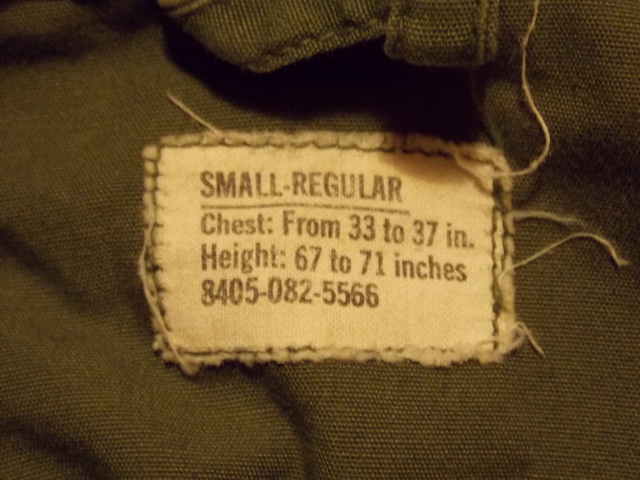 SMALL-REGULAR
Chest: From 33 to 37 in.
Height: 67 to 71 inches
8405-082-5566